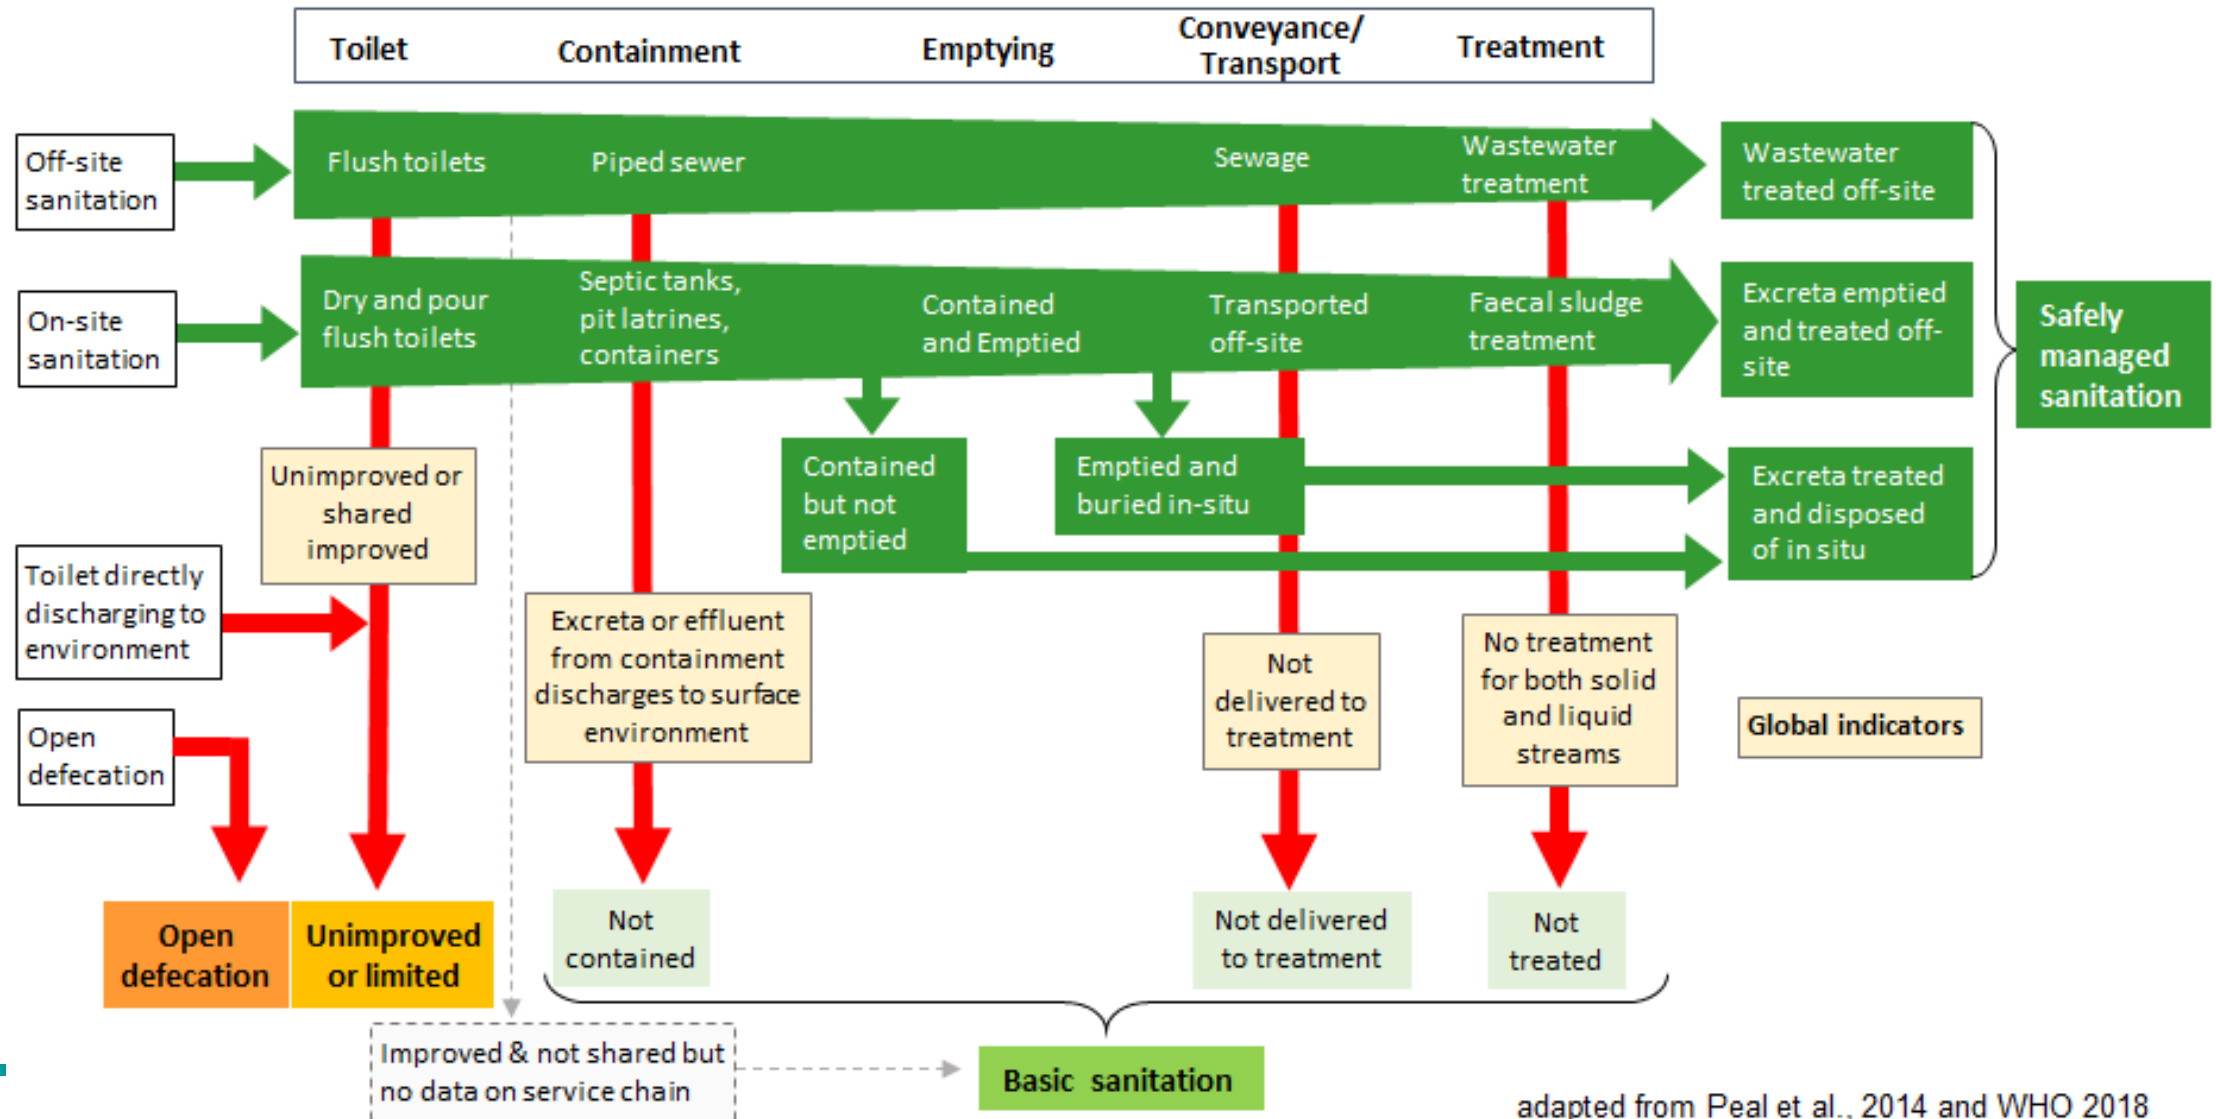 Toilet
Containment
Emptying
Conveyance/
Transport
Treatment
Off-site
sanitation
Flush toilets
Piped sewer
Sewage
Wastewater
treatment
Wastewater
treated off-site
On-site
sanitation
Dry and pour
flush toilets
Septic tanks,
pit latrines,
containers
Contained
and Emptied
Transported
off-site
Faecal sludge
treatment
Excreta emptied
and treated off-
site
Safely
managed
sanitation
Unimproved or
shared
improved
Contained
but not
emptied
Emptied and
buried in-situ
Excreta treated
and disposed
of in situ
Toilet directly
discharging to
environment
Excreta or effluent
from containment
discharges to surface
environment
Not
delivered to
treatment
No treatment
for both solid
and liquid
streams
Global indicators
Open
defecation
Open
defecation
Unimproved
or limited
Not
contained
Not delivered
to treatment
Not
treated
Improved & not shared but
no data on service chain
Basic sanitation
adapted from Peal et al., 2014 and WHO 2018